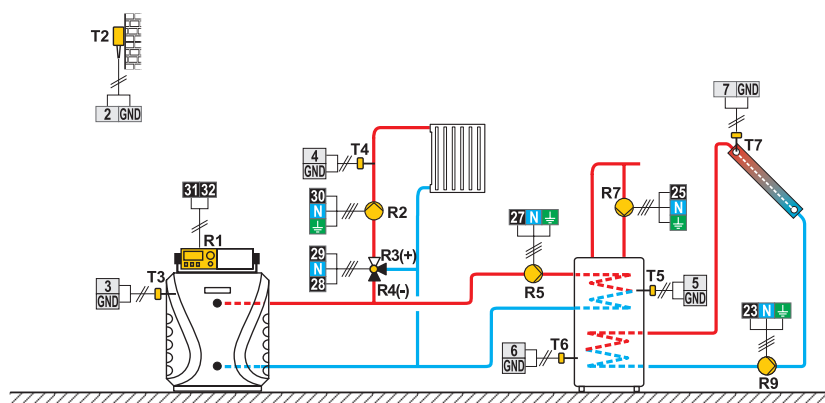 T2
2 GND
7 GND
T7
4
GND
T4
31 32
R1
30
N
R2
29
N
28
R3(+)
R4(-)
27 N
R5
R7
25
N
3
GND
T3
T5
5
GND
6
GND
T6
23 N
R9